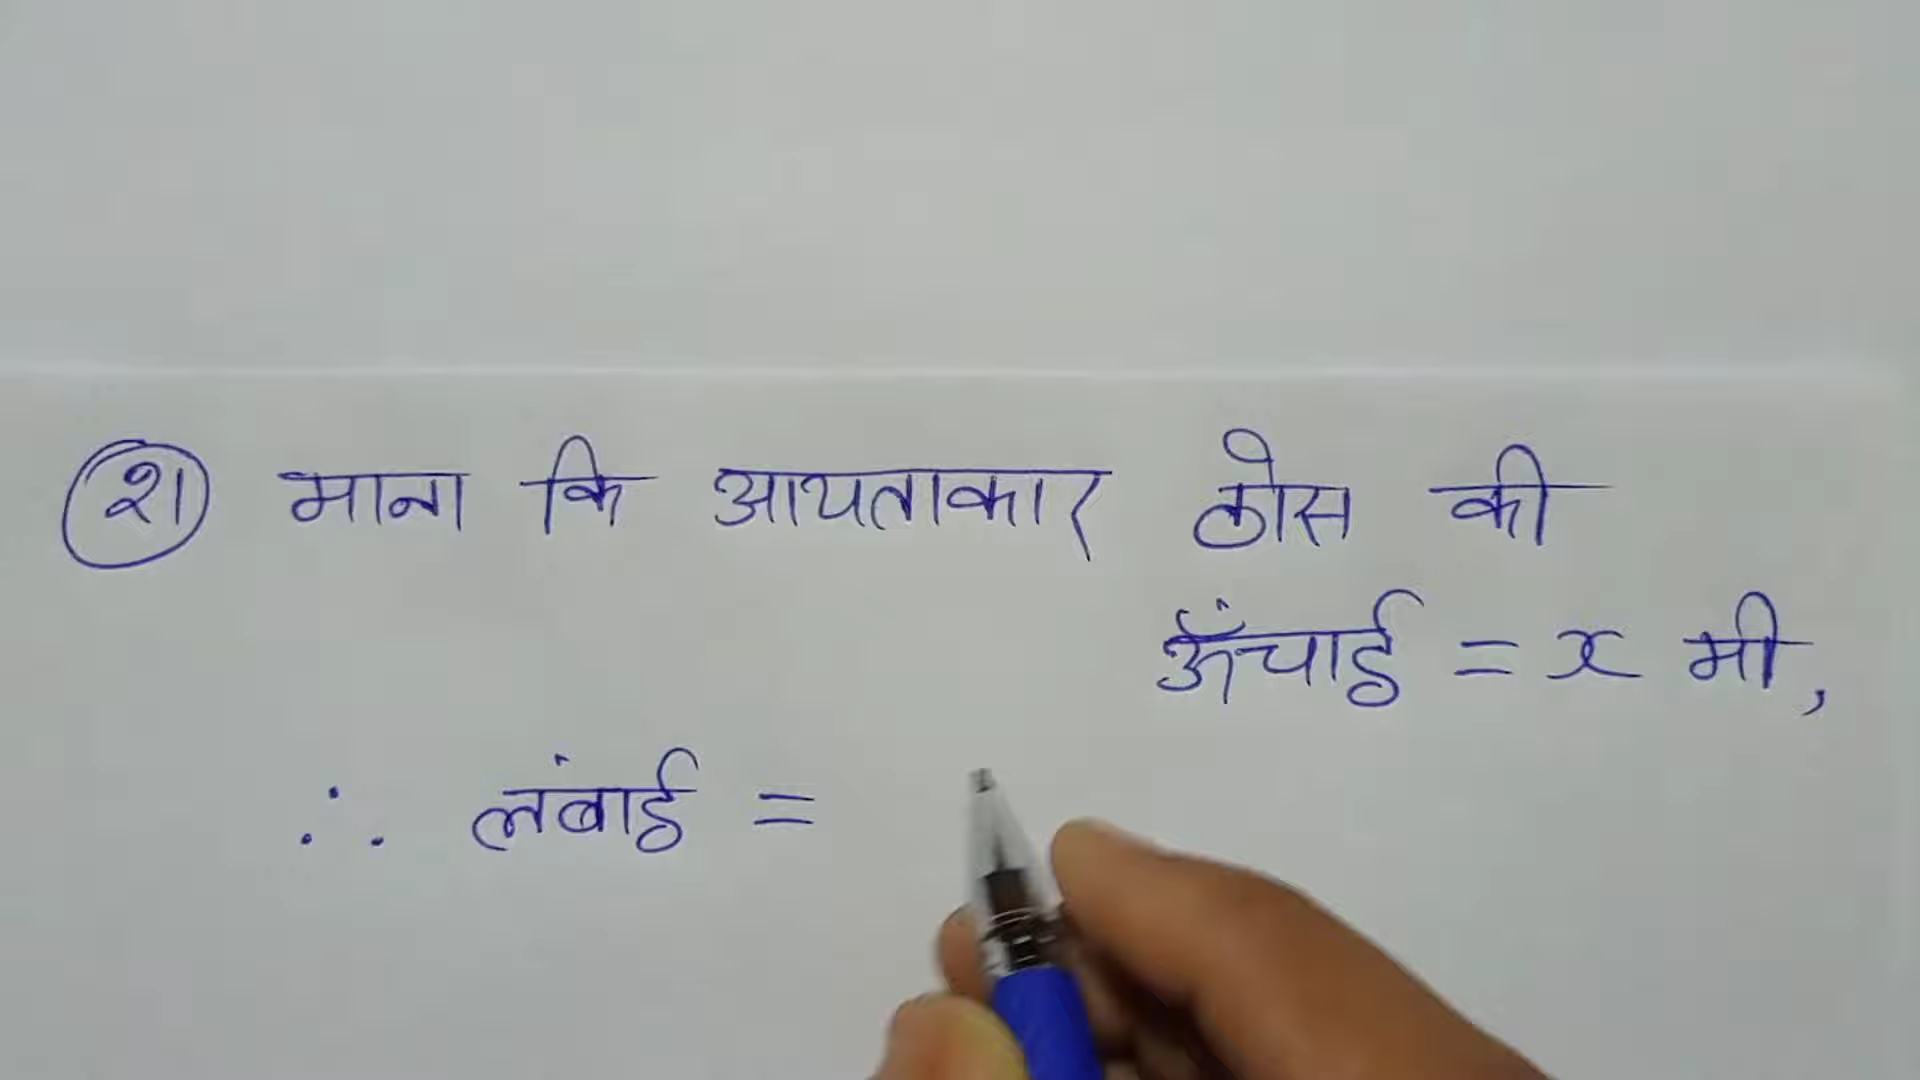 २१ माना कि आयताकार ठोस की
ऊँचाई = x मी,
∴ लंबाई =